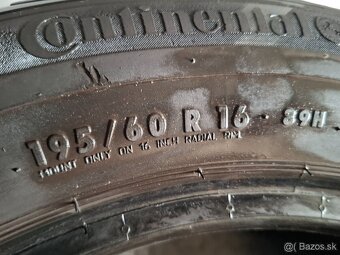 Continental
195/60 R 16 89H
MOUNT ONLY ON 16 INCH RADIAL RIM
© Bazos.sk